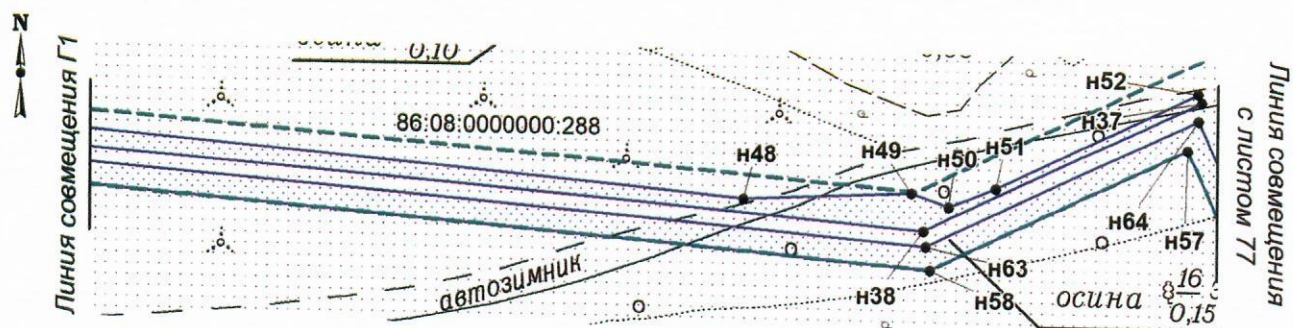 N
Линия совмещения Г1
осина
0,10
86:08:0000000:288
н48
н49
н50
н51
н52
н37
Линия совмещения
с листом 77
автозимник
н38
н58
н63
н64
н57
осина 16
0,15